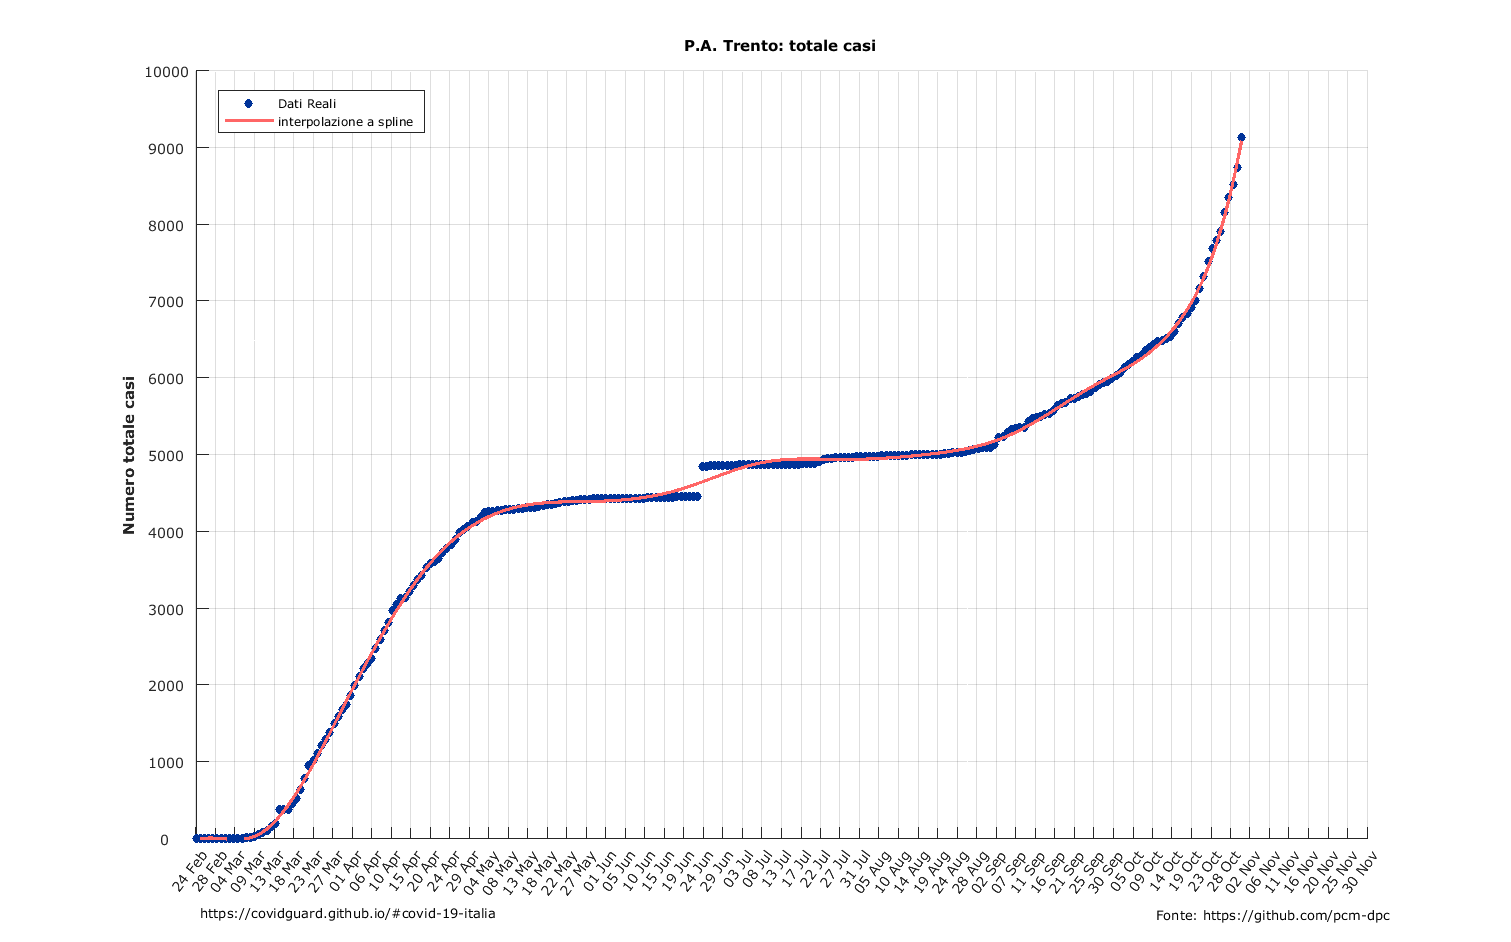 P.A. Trento: totale casi
10000
9000
8000
7000
6000
5000
4000
3000
2000
1000
0
Numero totale casi
Dati Reali
interpolazione a spline
24 Feb
28 Feb
04 Mar
09 Mar
13 Mar
18 Mar
23 Mar
27 Mar
01 Apr
06 Apr
10 Apr
15 Apr
20 Apr
24 Apr
29 Apr
04 May
08 May
13 May
18 May
22 May
27 May
01 Jun
05 Jun
10 Jun
15 Jun
19 Jun
24 Jun
29 Jun
03 Jul
08 Jul
13 Jul
17 Jul
22 Jul
27 Jul
31 Jul
05 Aug
10 Aug
14 Aug
19 Aug
24 Aug
28 Aug
02 Sep
07 Sep
11 Sep
16 Sep
21 Sep
25 Sep
30 Sep
05 Oct
09 Oct
14 Oct
19 Oct
23 Oct
28 Oct
02 Nov
06 Nov
11 Nov
16 Nov
20 Nov
25 Nov
30 Nov
https://covidguard.github.io/#covid-19-italia
Fonte: https://github.com/pcm-dpc